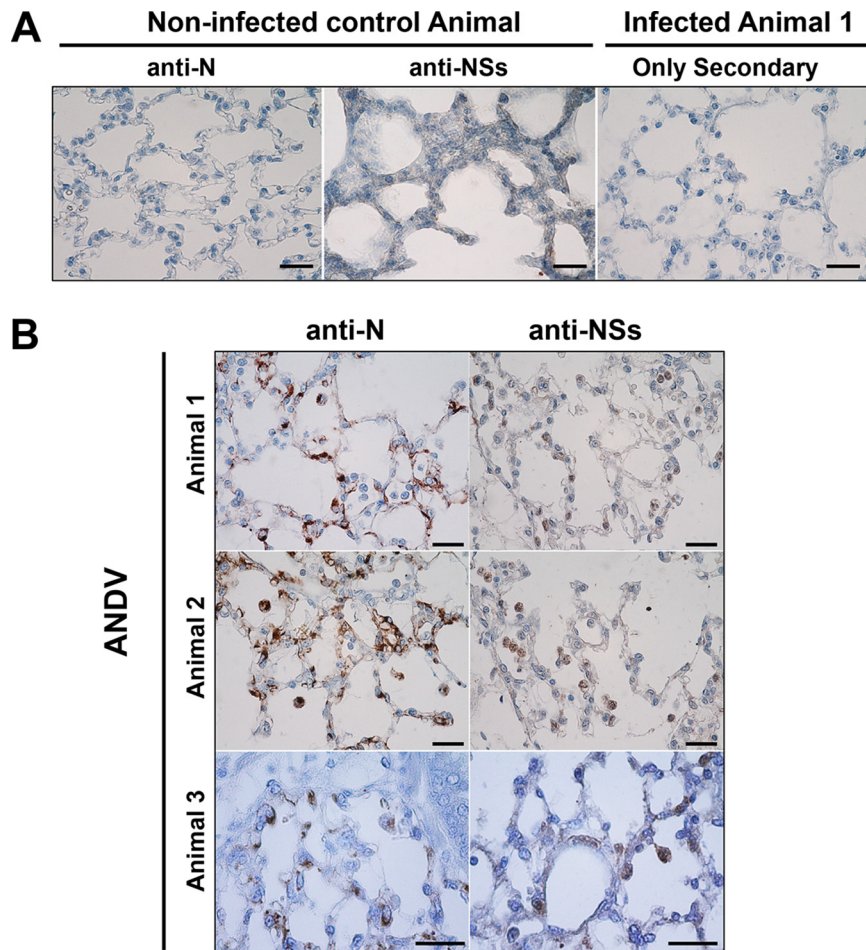 A
Non-infected control Animal
Infected Animal 1
anti-N
anti-NSs
Only Secondary
B
anti-N
anti-NSs
ANDV
Animal 1
Animal 2
Animal 3